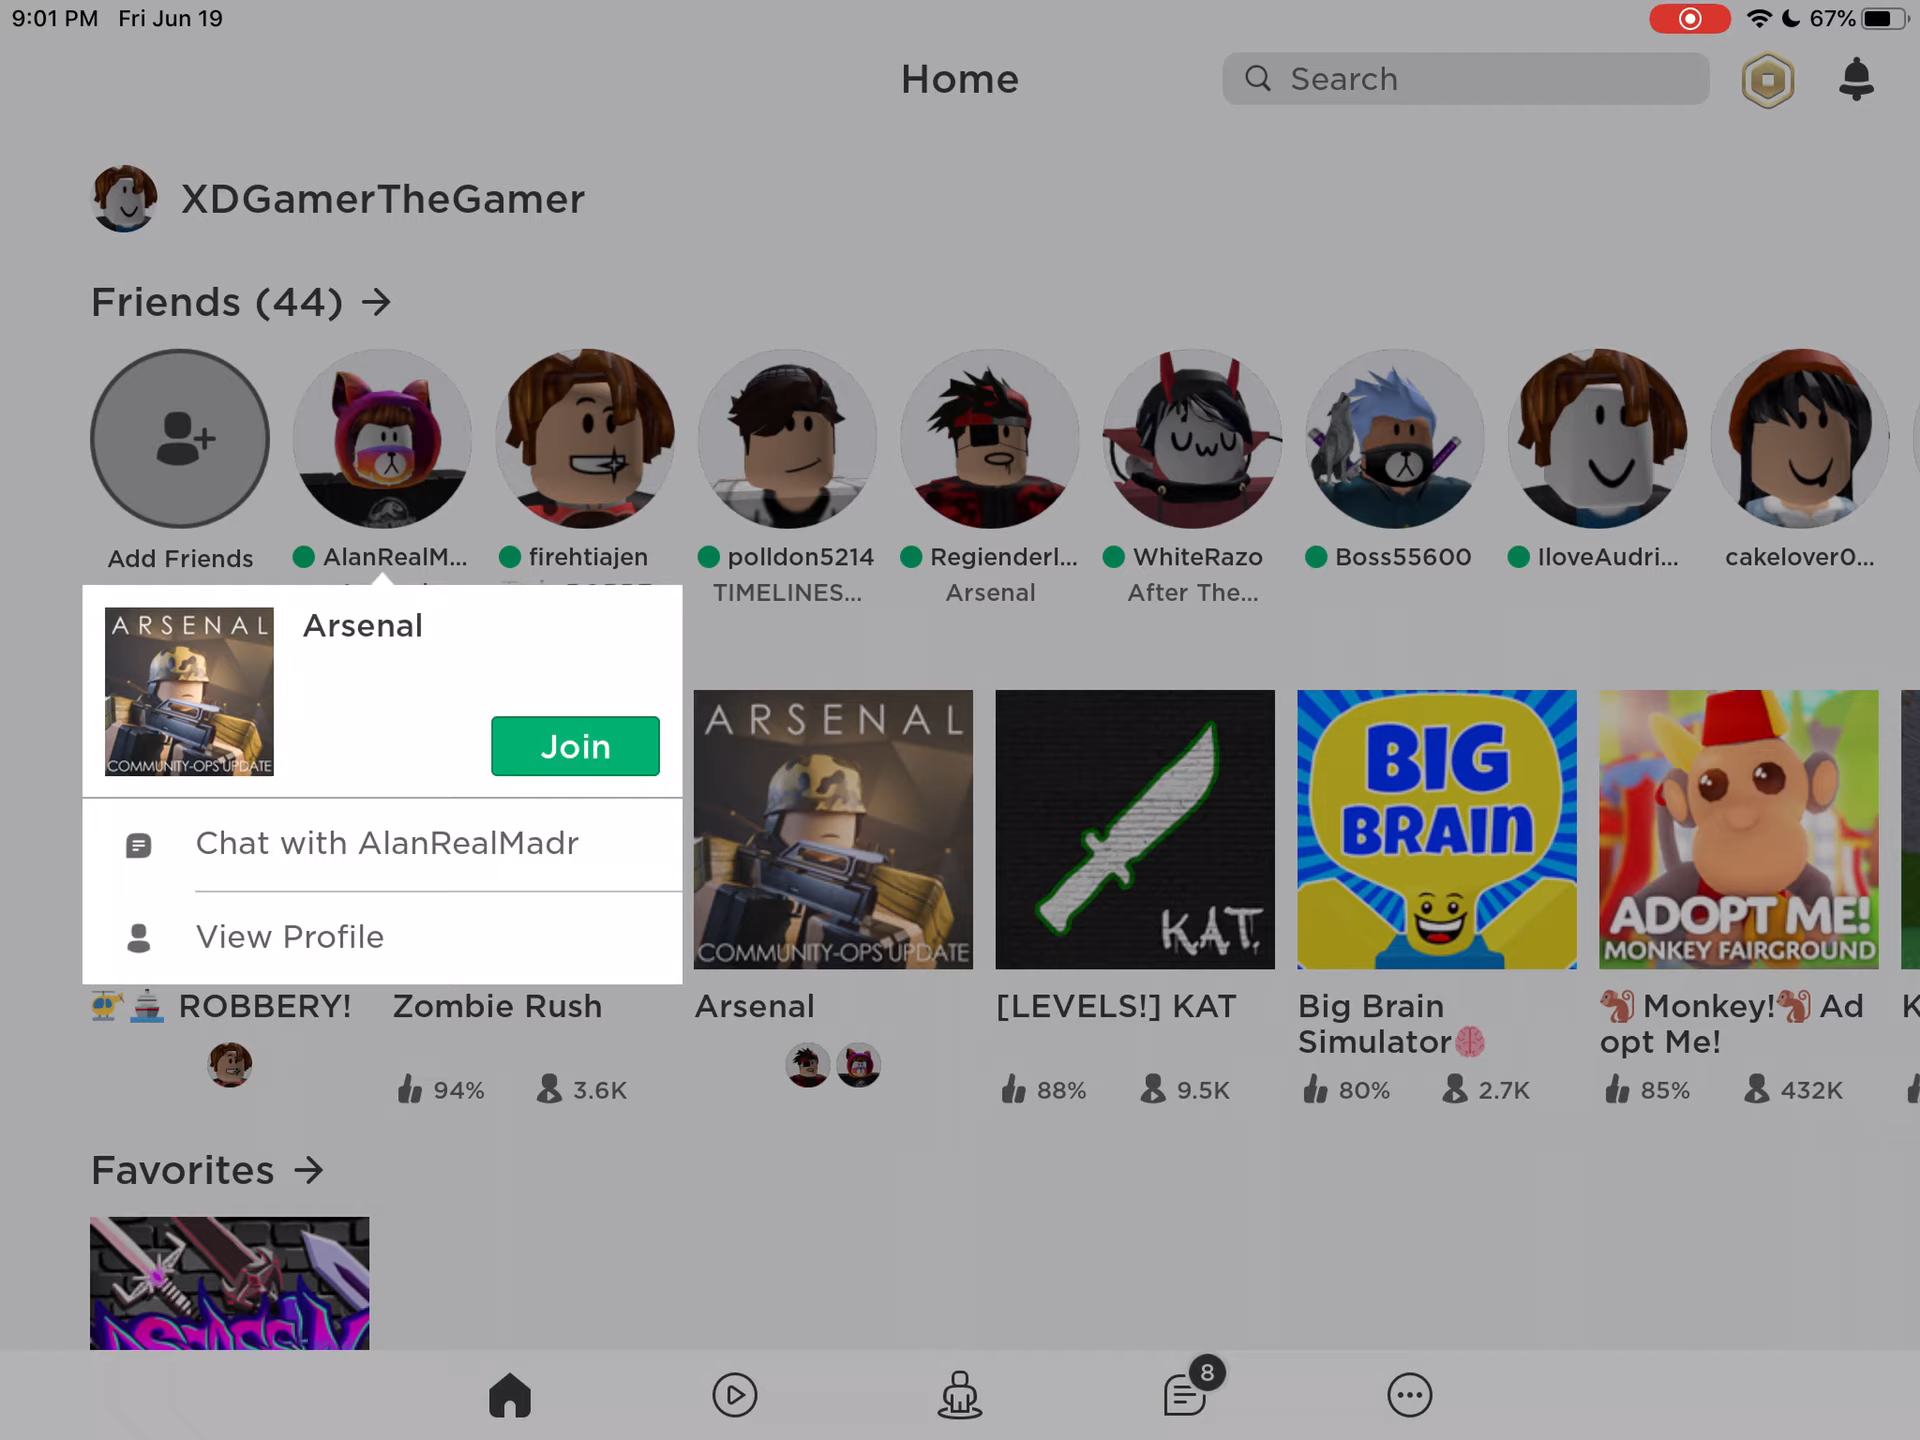 9:01 PM Fri Jun 19
67%
Home
Search
XDGamerTheGamer
Friends (44)
Add Friends
AlanRealM...
firehtiajen
polldon5214
Regienderl...
WhiteRazo
Boss55600
IloveAudri...
cakelover0...
TIMELINES...
Arsenal
After The...
ARSENAL
COMMUNITY-OPS UPDATE
Arsenal
Join
Chat with AlanRealMadr
View Profile
ARSENAL
COMMUNITY-OPS UPDATE
KAT.
BIG
BRAIN
ADOPT ME!
MONKEY FAIRGROUND
🚁🚢 ROBBERY!
Zombie Rush
94% 3.6K
Arsenal
[LEVELS!] KAT
88% 9.5K
Big Brain
Simulator🧠
80% 2.7K
🐒 Monkey!🐒 Ad
opt Me!
85% 432K
K
Favorites
8